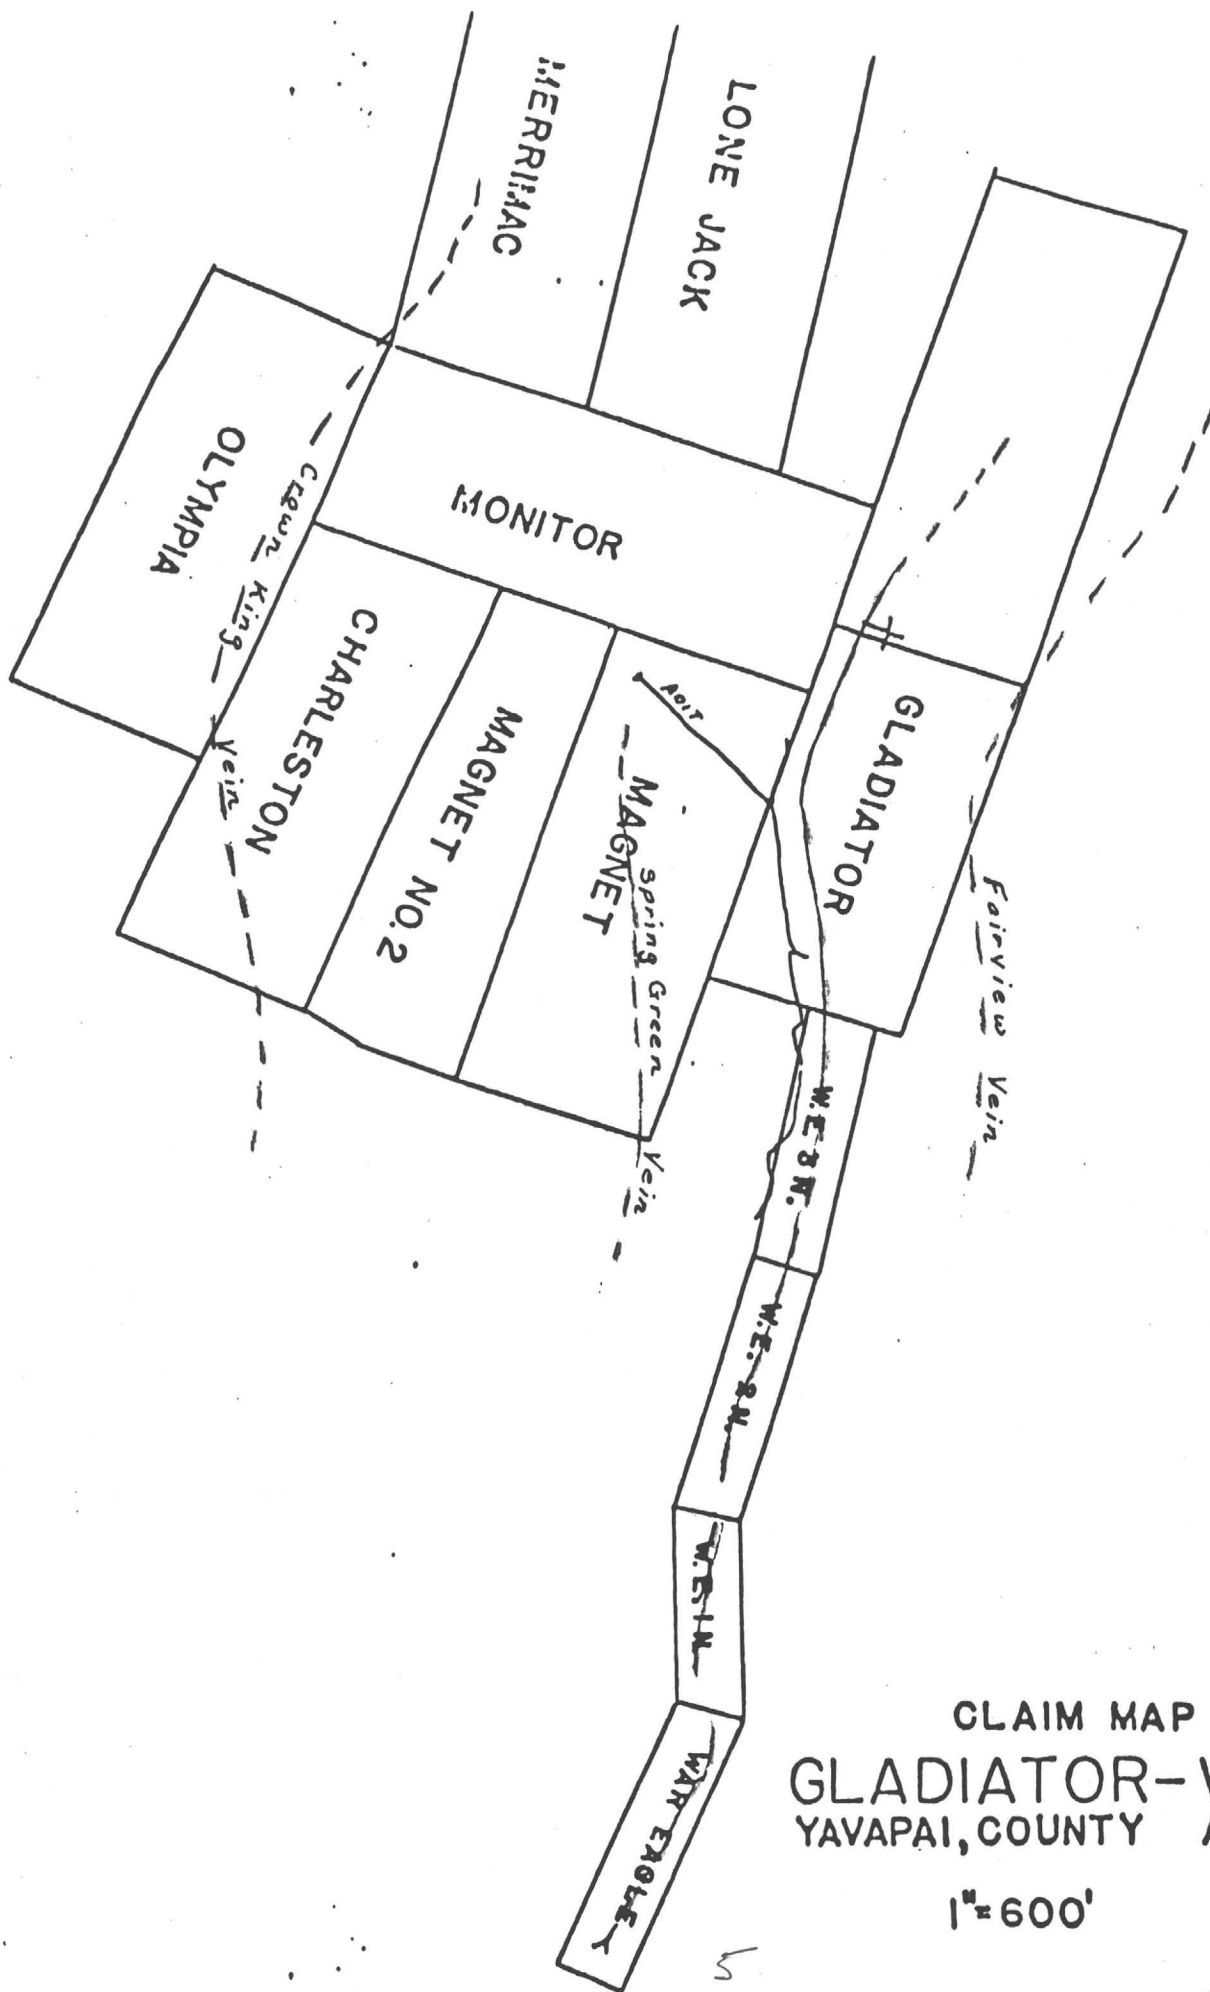 MERRIMAC
LONE JACK
OLYMPIA
Crown King Vein
MONITOR
CHARLESTON
MAGNET NO.2
ADIT
MAGNET
Spring Green Vein
GLADIATOR
Fairview Vein
W.E. 3 N.
W.E. 2 N.
W.E. 1 N.
WAR EAGLE
CLAIM MAP
GLADIATOR-
YAVAPAI, COUNTY
1"=600'
5